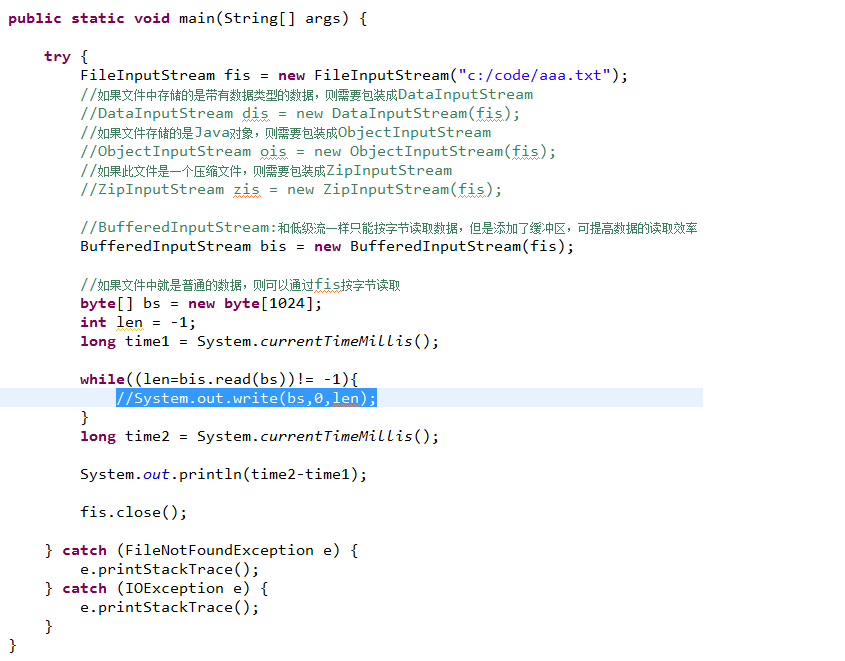 public static void main(String[] args) {
try {
FileInputStream fis = new FileInputStream("c:/code/aaa.txt");
//如果文件中存储的是带有数据类型的数据，则需要包装成DataInputStream
//DataInputStream dis = new DataInputStream(fis);
//如果文件存储的是Java对象，则需要包装成ObjectInputStream
//ObjectInputStream ois = new ObjectInputStream(fis);
//如果此文件是一个压缩文件，则需要包装成ZipInputStream
//ZipInputStream zis = new ZipInputStream(fis);
//BufferedInputStream:和低级流一样只能按字节读取数据，但是添加了缓冲区，可提高数据的读取效率
BufferedInputStream bis = new BufferedInputStream(fis);
//如果文件中就是普通的数据，则可以通过fis按字节读取
byte[] bs = new byte[1024];
int len = -1;
long time1 = System.currentTimeMillis();
while((len=bis.read(bs))!= -1){
//System.out.write(bs,0,len);
}
long time2 = System.currentTimeMillis();
System.out.println(time2-time1);
fis.close();
} catch (FileNotFoundException e) {
e.printStackTrace();
} catch (IOException e) {
e.printStackTrace();
}
}